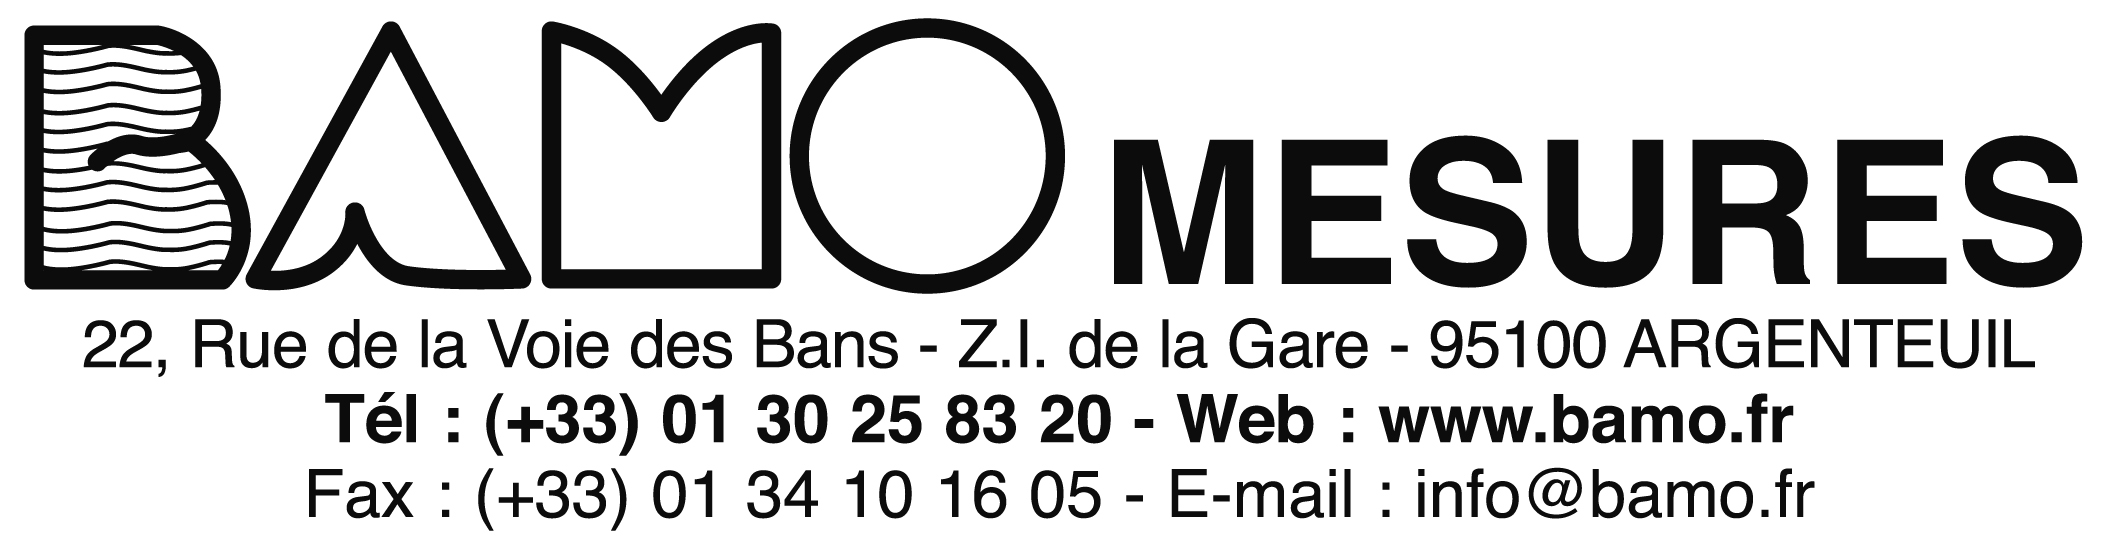 BAMO MESURES
22, Rue de la Voie des Bans - Z.I. de la Gare - 95100 ARGENTEUIL
Tél : (+33) 01 30 25 83 20 - Web : www.bamo.fr
Fax : (+33) 01 34 10 16 05 - E-mail : info@bamo.fr